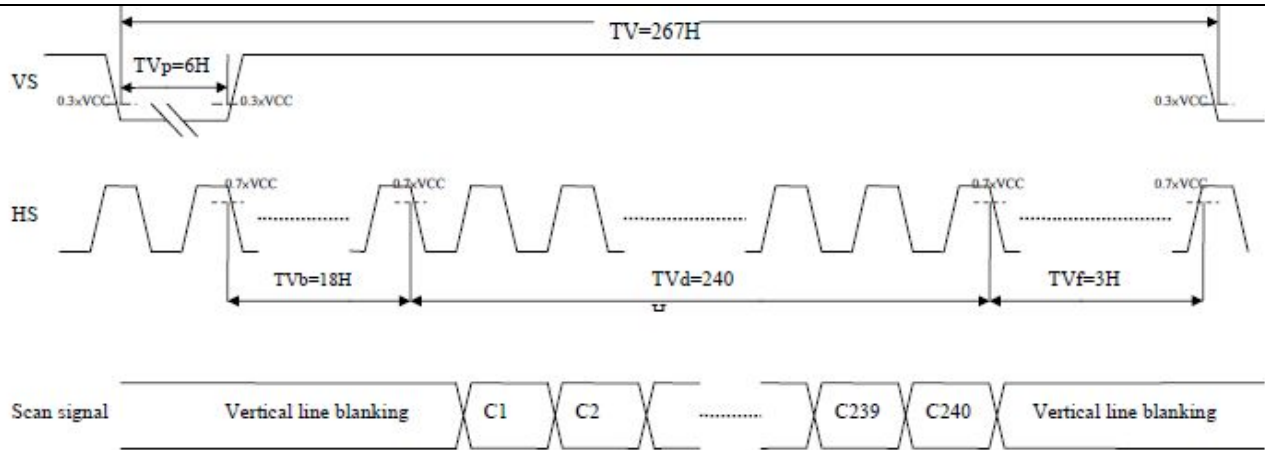 TV=267H
TVp=6H
VS
0.3xVCC
0.3xVCC
0.3xVCC
0.7xVCC
0.7xVCC
0.7xVCC
0.7xVCC
HS
TVb=18H
TVd=240
H
TVf=3H
Scan signal
Vertical line blanking
C1
C2
C239
C240
Vertical line blanking